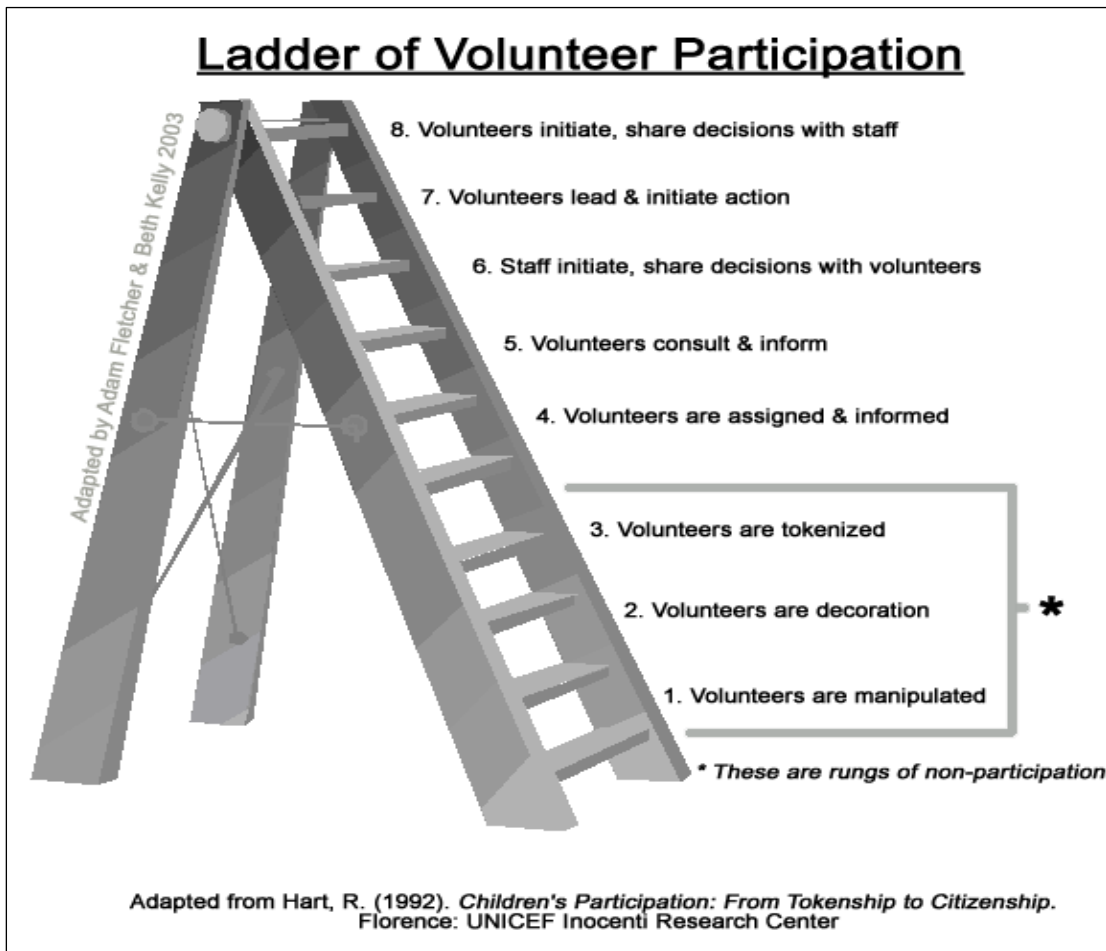 Ladder of Volunteer Participation
Adapted by Adam Fletcher & Beth Kelly 2003
8. Volunteers initiate, share decisions with staff
7. Volunteers lead & initiate action
6. Staff initiate, share decisions with volunteers
5. Volunteers consult & inform
4. Volunteers are assigned & informed
3. Volunteers are tokenized
2. Volunteers are decoration
*
1. Volunteers are manipulated
* These are rungs of non-participation
Adapted from Hart, R. (1992). Children's Participation: From Tokenship to Citizenship.
Florence: UNICEF Inocenti Research Center